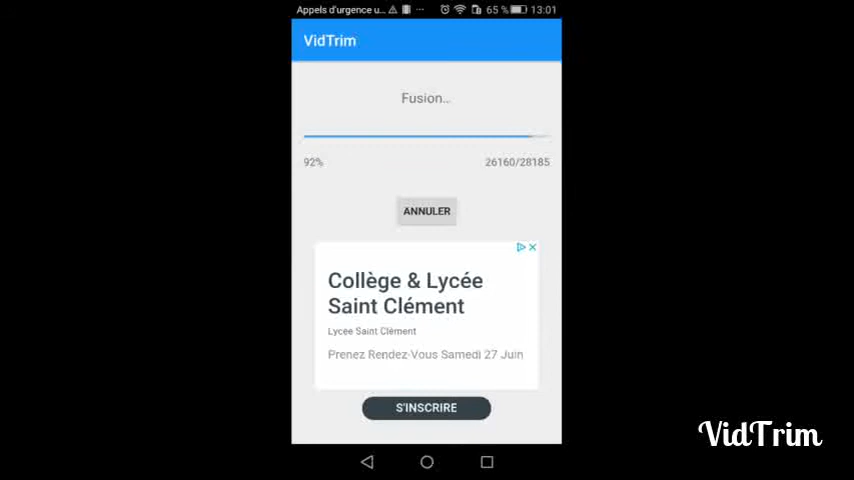 Appels d'urgence u... 65 % 13:01
VidTrim
Fusion...
92% 26160/28185
ANNULER
Collège & Lycée
Saint Clément
Lycée Saint Clément
Prenez Rendez-Vous Samedi 27 Juin
S'INSCRIRE
VidTrim